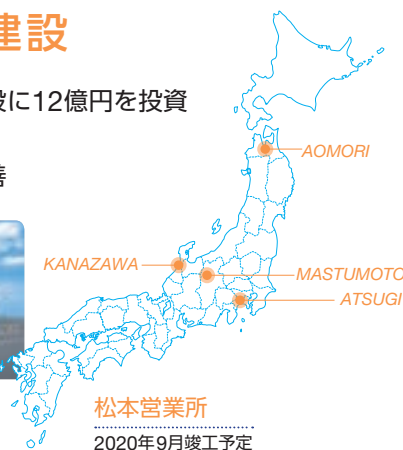 建設
設に12億円を投資
善
AOMORI
KANAZAWA
MASTUMOTO
ATSUGI
松本営業所
2020年9月竣工予定